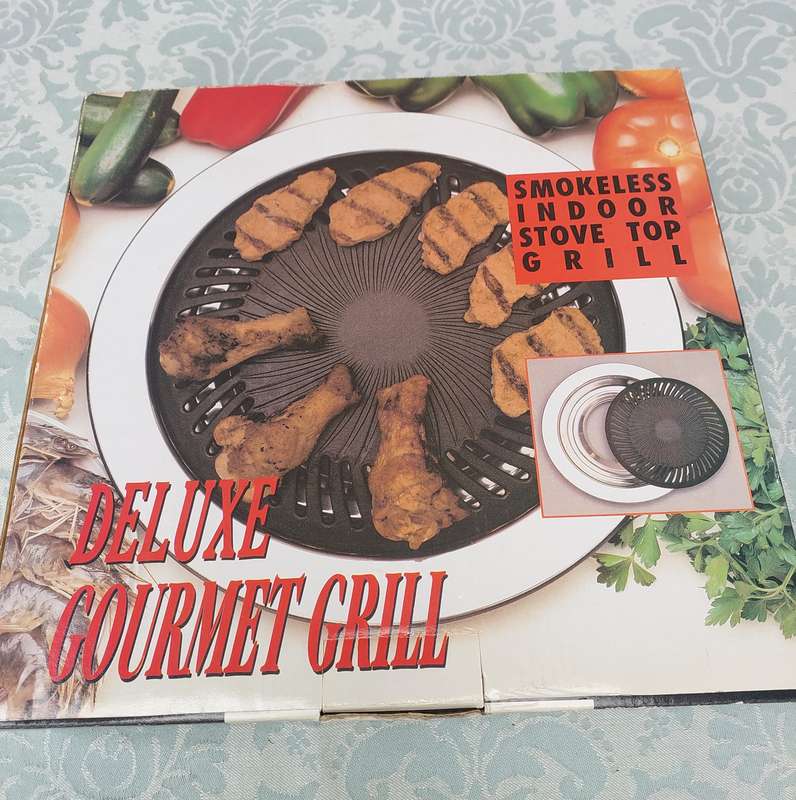 SMOKELESS
INDOOR
STOVE TOP
GRILL
DELUXE
GOURMET GRILL